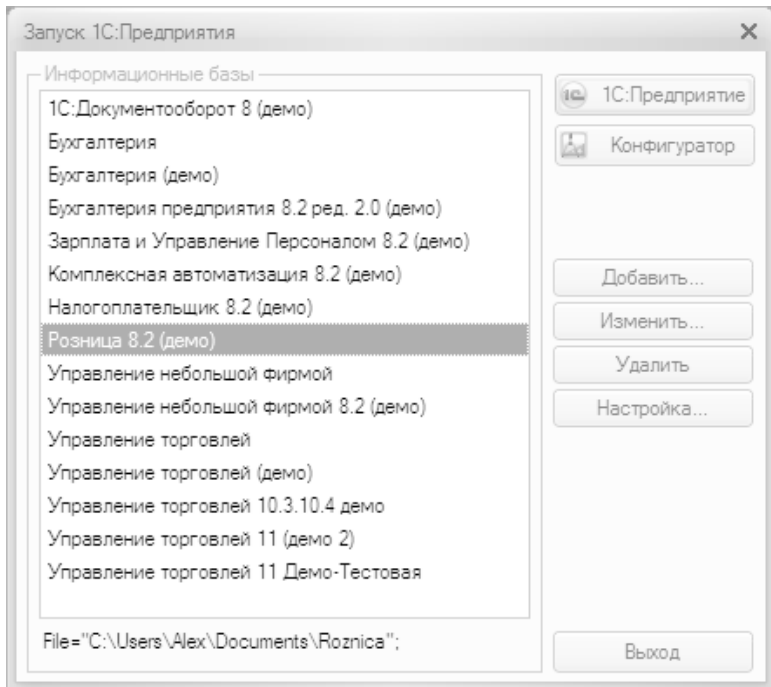 Запуск 1С:Предприятия
Информационные базы
1С:Документооборот 8 (демо)
Бухгалтерия
Бухгалтерия (демо)
Бухгалтерия предприятия 8.2 ред. 2.0 (демо)
Зарплата и Управление Персоналом 8.2 (демо)
Комплексная автоматизация 8.2 (демо)
Налогоплательщик 8.2 (демо)
Розница 8.2 (демо)
Управление небольшой фирмой
Управление небольшой фирмой 8.2 (демо)
Управление торговлей
Управление торговлей (демо)
Управление торговлей 10.3.10.4 демо
Управление торговлей 11 (демо 2)
Управление торговлей 11 Демо-Тестовая
File="C:\Users\Alex\Documents\Roznica";
1С 1С:Предприятие
Конфигуратор
Добавить...
Изменить...
Удалить
Настройка...
Выход